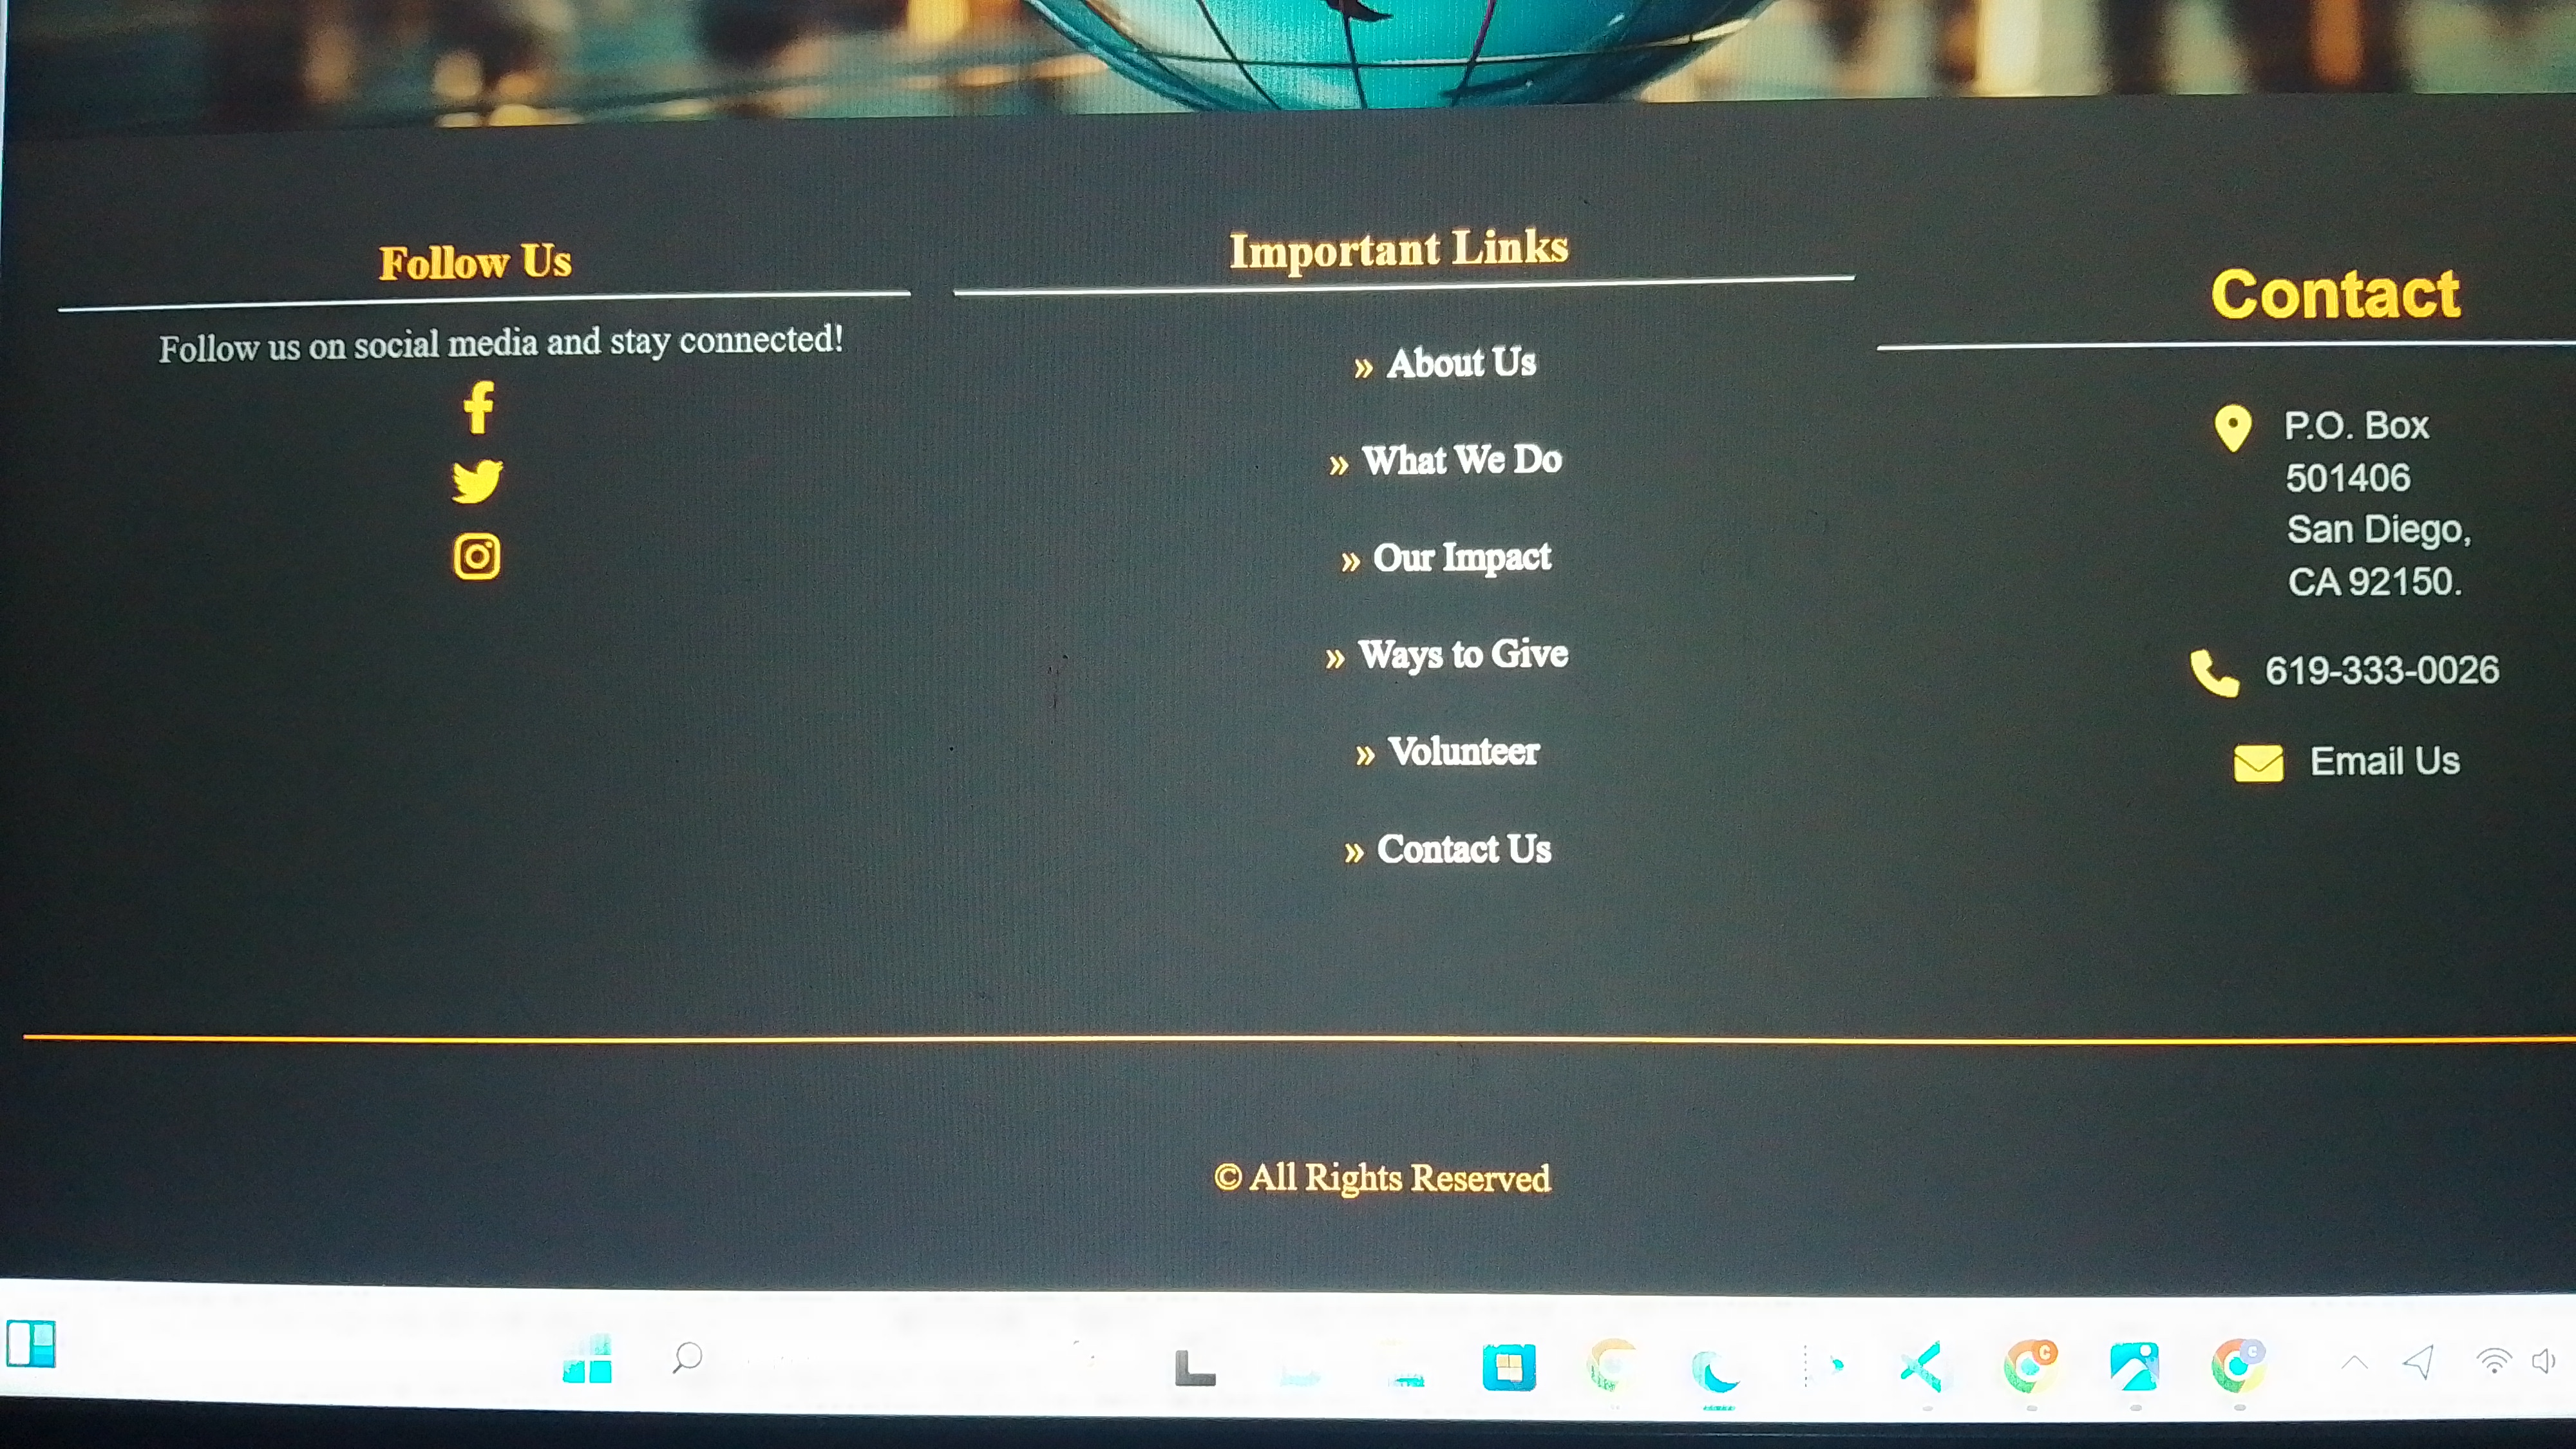 Follow Us
Follow us on social media and stay connected!
Important Links
» About Us
» What We Do
» Our Impact
» Ways to Give
» Volunteer
» Contact Us
Contact
P.O. Box
501406
San Diego,
CA 92150.
619-333-0026
Email Us
© All Rights Reserved